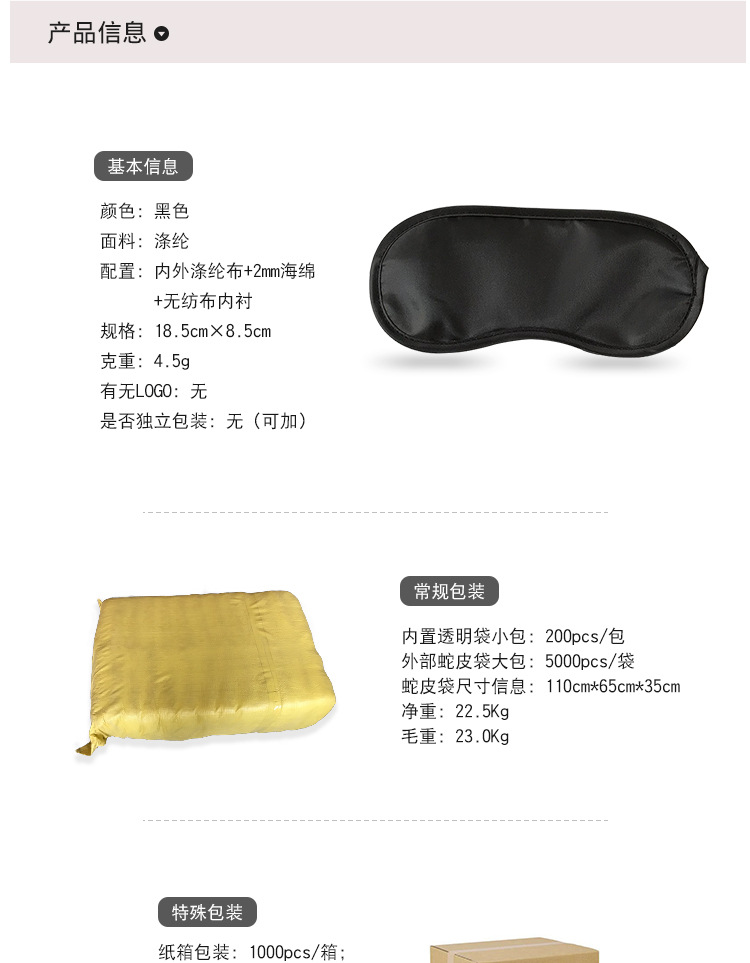 产品信息
基本信息
颜色：黑色
面料：涤纶
配置：内外涤纶布+2mm海绵
+无纺布内衬
规格：18.5cm×8.5cm
克重：4.5g
有无LOGO：无
是否独立包装：无（可加）
常规包装
内置透明袋小包：200pcs/包
外部蛇皮袋大包：5000pcs/袋
蛇皮袋尺寸信息：110cm*65cm*35cm
净重：22.5Kg
毛重：23.0Kg
特殊包装
纸箱包装：1000pcs/箱；